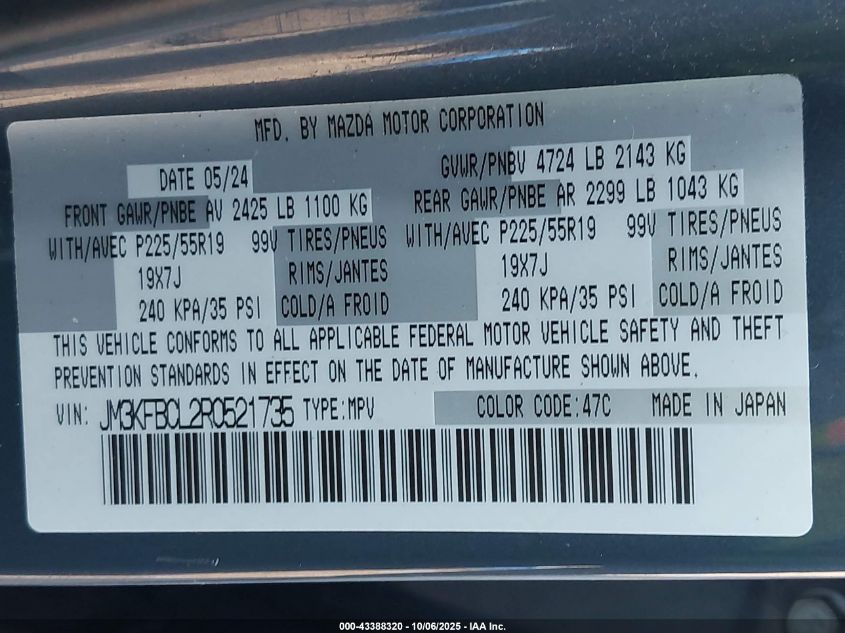 MFD. BY MAZDA MOTOR CORPORATION
DATE 05/24 GVWR/PNBV 4724 LB 2143 KG
FRONT GAWR/PNBE AV 2425 LB 1100 KG REAR GAWR/PNBE AR 2299 LB 1043 KG
WITH/AVEC P225/55R19 99V TIRES/PNEUS WITH/AVEC P225/55R19 99V TIRES/PNEUS
19X7J RIMS/JANTES 19X7J RIMS/JANTES
240 KPA/35 PSI COLD/A FROID 240 KPA/35 PSI COLD/A FROID
THIS VEHICLE CONFORMS TO ALL APPLICABLE FEDERAL MOTOR VEHICLE SAFETY AND THEFT
PREVENTION STANDARDS IN EFFECT ON THE DATE OF MANUFACTURE SHOWN ABOVE.
VIN: JM3KFBCL2R0521735 TYPE:MPV COLOR CODE:47C MADE IN JAPAN
000-43388320 - 10/06/2025 - IAA Inc.